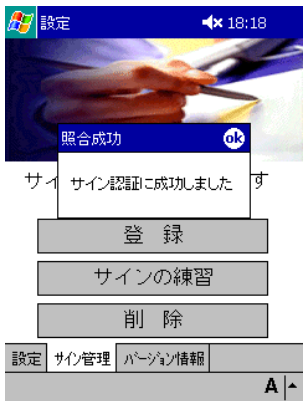 設定 18:18
照合成功 ok
サイン認証に成功しました
サイ す
登 録
サインの練習
削 除
設定 サイン管理 バージョン情報
A